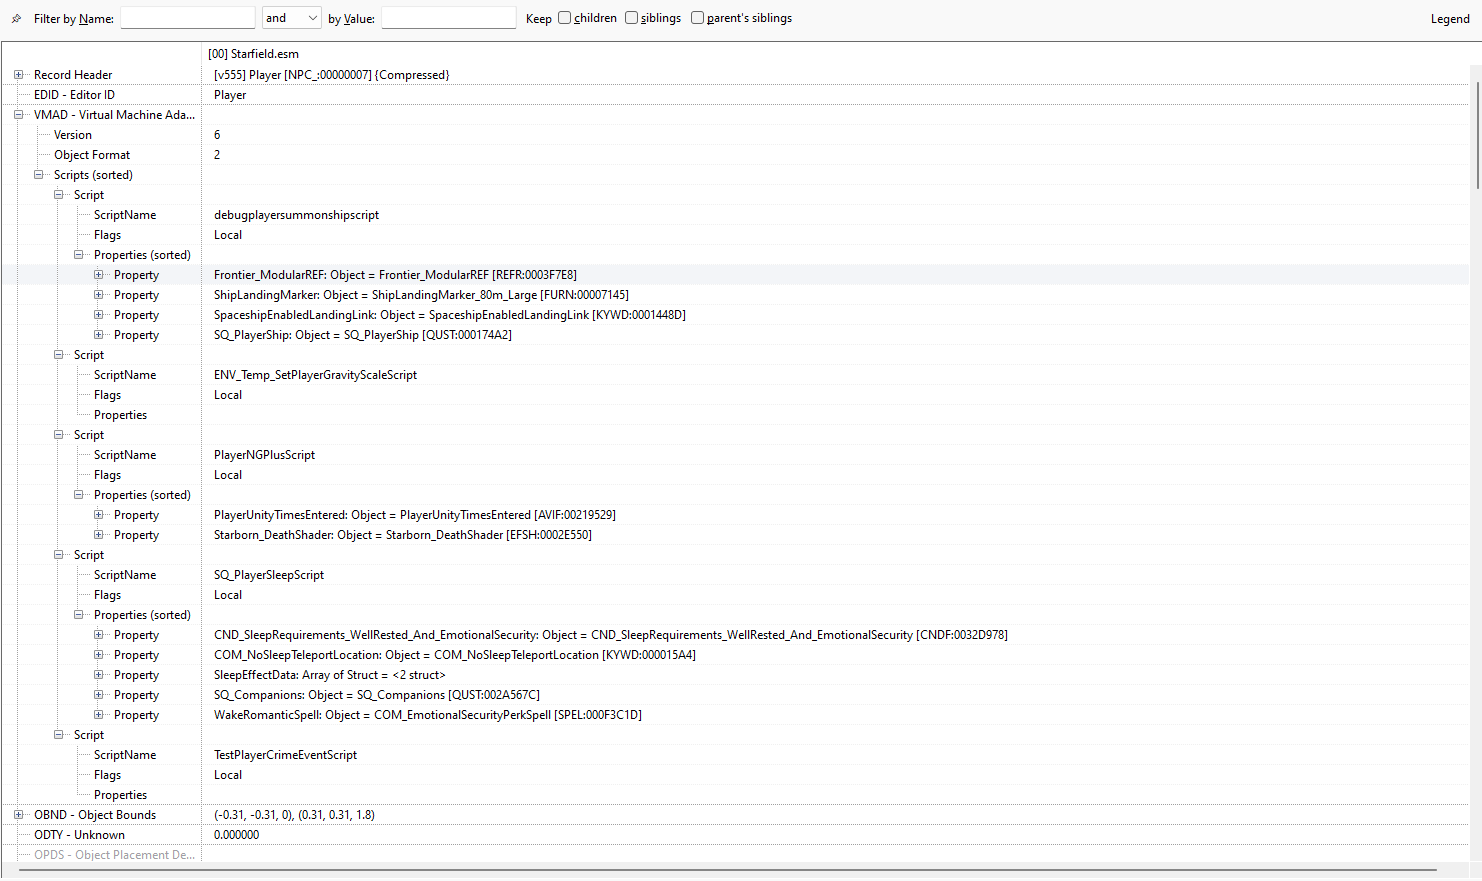 Filter by Name: and by Value: Keep children siblings parent's siblings Legend
[00] Starfield.esm
Record Header [v555] Player [NPC_:00000007] {Compressed}
EDID - Editor ID Player
VMAD - Virtual Machine Ada...
Version 6
Object Format 2
Scripts (sorted)
Script
ScriptName debugplayersummonshipscript
Flags Local
Properties (sorted)
Property Frontier_ModularREF: Object = Frontier_ModularREF [REFR:0003F7E8]
Property ShipLandingMarker: Object = ShipLandingMarker_80m_Large [FURN:00007145]
Property SpaceshipEnabledLandingLink: Object = SpaceshipEnabledLandingLink [KYWD:0001448D]
Property SQ_PlayerShip: Object = SQ_PlayerShip [QUST:000174A2]
Script
ScriptName ENV_Temp_SetPlayerGravityScaleScript
Flags Local
Properties
Script
ScriptName PlayerNGPlusScript
Flags Local
Properties (sorted)
Property PlayerUnityTimesEntered: Object = PlayerUnityTimesEntered [AVIF:00219529]
Property Starborn_DeathShader: Object = Starborn_DeathShader [EFSH:0002E550]
Script
ScriptName SQ_PlayerSleepScript
Flags Local
Properties (sorted)
Property CND_SleepRequirements_WellRested_And_EmotionalSecurity: Object = CND_SleepRequirements_WellRested_And_EmotionalSecurity [CNDF:0032D978]
Property COM_NoSleepTeleportLocation: Object = COM_NoSleepTeleportLocation [KYWD:000015A4]
Property SleepEffectData: Array of Struct = <2 struct>
Property SQ_Companions: Object = SQ_Companions [QUST:002A567C]
Property WakeRomanticSpell: Object = COM_EmotionalSecurityPerkSpell [SPEL:000F3C1D]
Script
ScriptName TestPlayerCrimeEventScript
Flags Local
Properties
OBND - Object Bounds (-0.31, -0.31, 0), (0.31, 0.31, 1.8)
ODTY - Unknown 0.000000
OPDS - Object Placement De...